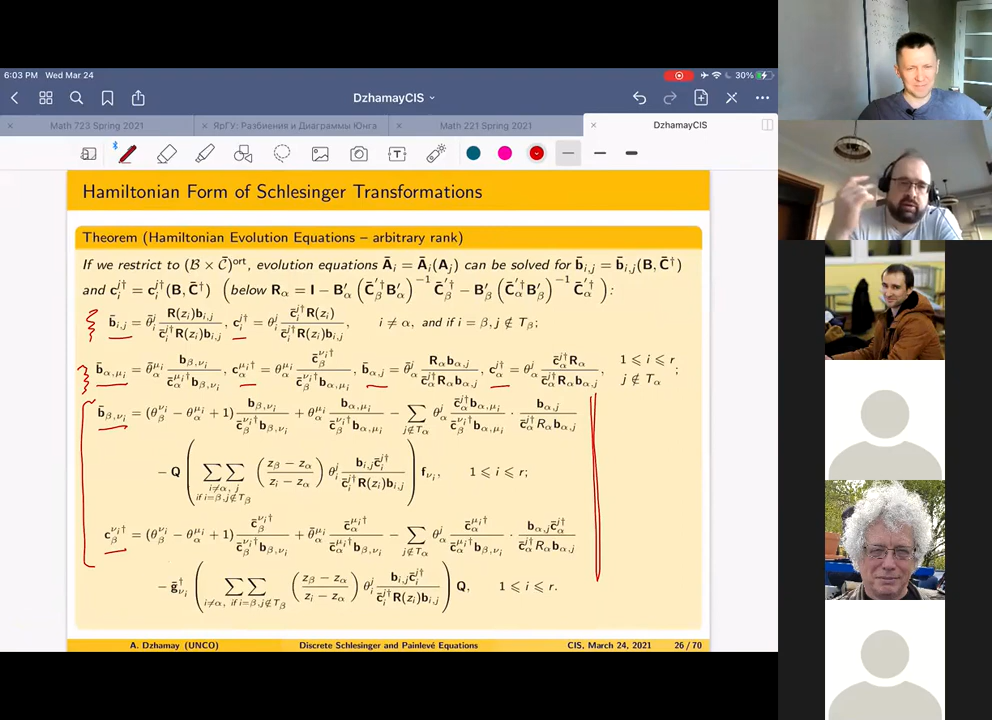 6:03 PM Wed Mar 24
30%
DzhamayCIS
Math 723 Spring 2021
ЯрГУ: Разбиения и Диаграммы Юнга
Math 221 Spring 2021
DzhamayCIS
Hamiltonian Form of Schlesinger Transformations
Theorem (Hamiltonian Evolution Equations – arbitrary rank)
If we restrict to (B × C̄)^ort, evolution equations Ā_i = Ā_i(A_j) can be solved for b̄_{i,j} = b̄_{i,j}(B, C̄†)
and c_i^{j†} = c_i^{j†}(B, C̄†) (below R_α = I − B'_α (C̄'†_β B'_α)^{-1} C̄'†_β − B'_β (C̄'†_α B'_β)^{-1} C̄'†_α):
b̄_{i,j} = θ̄_i^j R(z_i)b_{i,j} / c̄_i^{j†}R(z_i)b_{i,j}, c_i^{j†} = θ_i^j c̄_i^{j†}R(z_i) / c̄_i^{j†}R(z_i)b_{i,j}, i ≠ α, and if i = β, j ∉ T_β;
b̄_{α,μ_i} = θ̄_α^{μ_i} b_{β,ν_i} / c̄_α^{μ_i†}b_{β,ν_i}, c_α^{μ_i†} = θ_α^{μ_i} c̄_β^{ν_i†} / c̄_β^{ν_i†}b_{α,μ_i}, b̄_{α,j} = θ̄_α^j R_α b_{α,j} / c̄_α^{j†}R_α b_{α,j}, c_α^{j†} = θ_α^j c̄_α^{j†}R_α / c̄_α^{j†}R_α b_{α,j}, 1 ⩽ i ⩽ r j ∉ T_α ;
b̄_{β,ν_i} = (θ_β^{ν_i} − θ_α^{μ_i} + 1) b_{β,ν_i} / c̄_β^{ν_i†}b_{β,ν_i} + θ_α^{μ_i} b_{α,μ_i} / c̄_β^{ν_i†}b_{α,μ_i} − ∑_{j∉T_α} θ_α^j c̄_α^{j†}b_{α,μ_i} / c̄_β^{ν_i†}b_{α,μ_i} · b_{α,j} / c̄_α^{j†}R_α b_{α,j}
− Q ( ∑∑_{i≠α, j if i=β, j∉T_β} ( z_β − z_α / z_i − z_α ) θ_i^j b_{i,j}c̄_i^{j†} / c̄_i^{j†}R(z_i)b_{i,j} ) f_{ν_i}, 1 ⩽ i ⩽ r;
c_β^{ν_i†} = (θ_β^{ν_i} − θ_α^{μ_i} + 1) c̄_β^{ν_i†} / c̄_β^{ν_i†}b_{β,ν_i} + θ̄_α^{μ_i} c̄_α^{μ_i†} / c̄_α^{μ_i†}b_{β,ν_i} − ∑_{j∉T_α} θ_α^j c̄_α^{μ_i†} / c̄_α^{μ_i†}b_{β,ν_i} · b_{α,j}c̄_α^{j†} / c̄_α^{j†}R_α b_{α,j}
− ḡ†_{ν_i} ( ∑∑_{i≠α, if i=β, j∉T_β} ( z_β − z_α / z_i − z_α ) θ_i^j b_{i,j}c̄_i^{j†} / c̄_i^{j†}R(z_i)b_{i,j} ) Q, 1 ⩽ i ⩽ r.
A. Dzhamay (UNCO) Discrete Schlesinger and Painlevé Equations CIS, March 24, 2021 26 / 70